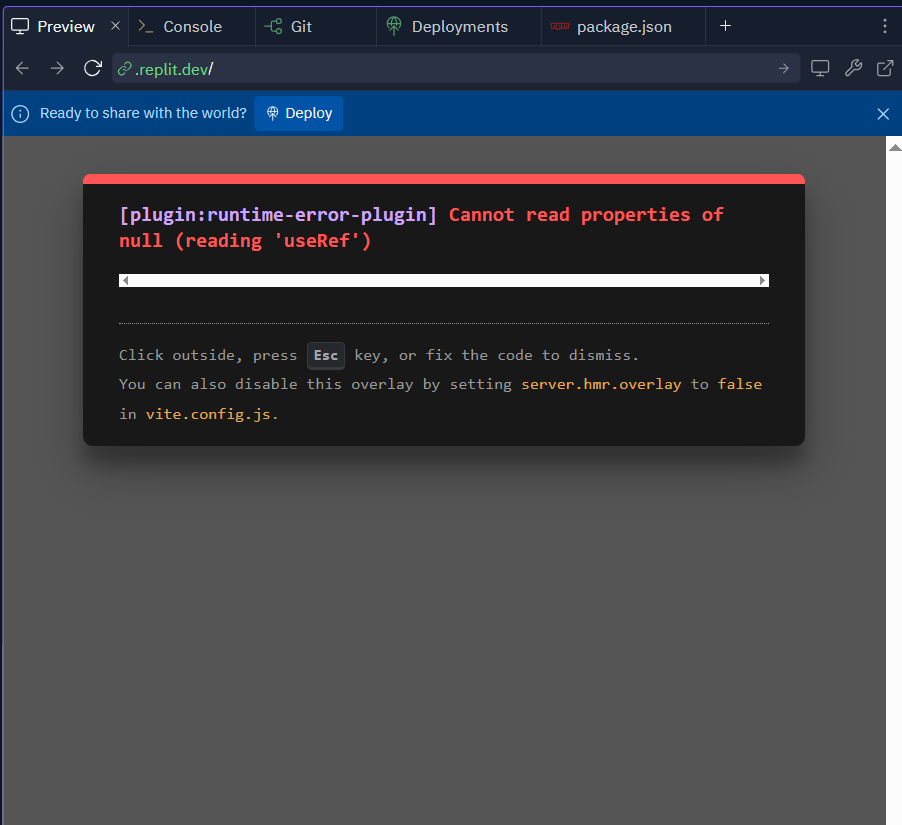 Preview
Console
Git
Deployments
package.json
.replit.dev/
Ready to share with the world?
Deploy
[plugin:runtime-error-plugin] Cannot read properties of
null (reading 'useRef')
Click outside, press Esc key, or fix the code to dismiss.
You can also disable this overlay by setting server.hmr.overlay to false
in vite.config.js.